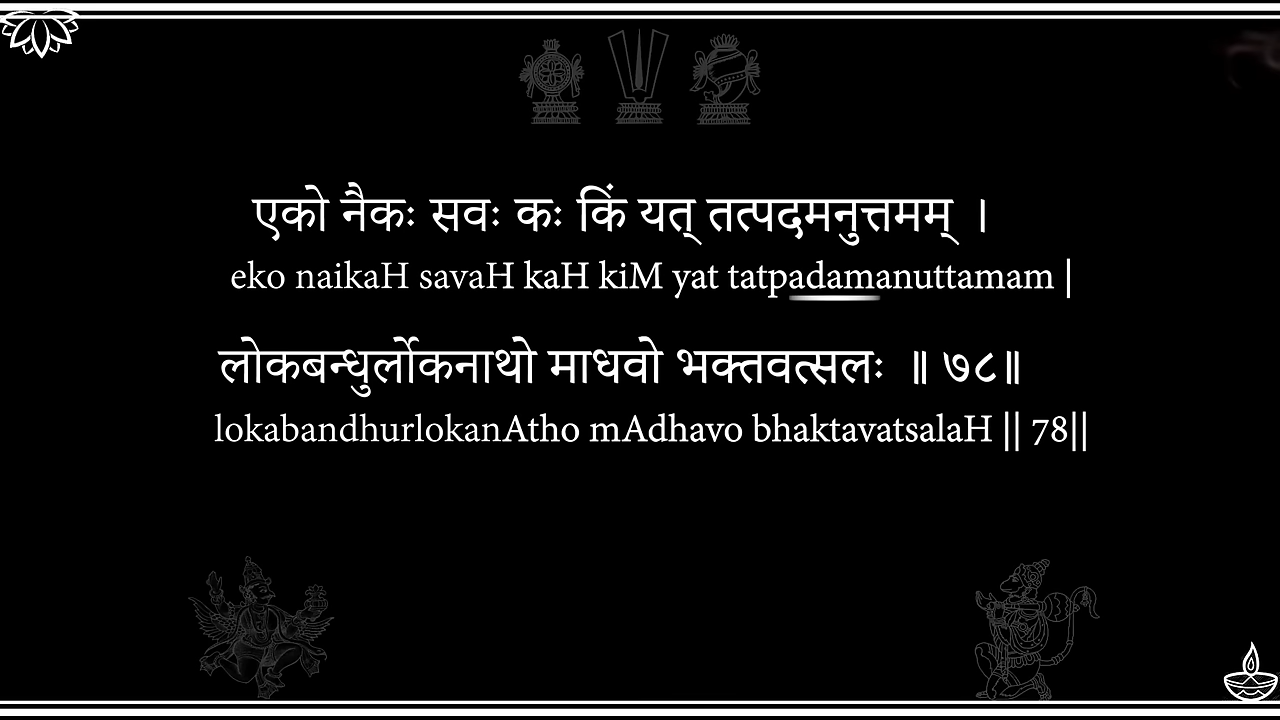 एको नैकः सवः कः किं यत् तत्पदमनुत्तमम् ।
eko naikaH savaH kaH kiM yat tatpadamanuttamam |
लोकबन्धुर्लोकनाथो माधवो भक्तवत्सलः ॥ ७८॥
lokabandhurlokanAtho mAdhavo bhaktavatsalaH || 78||